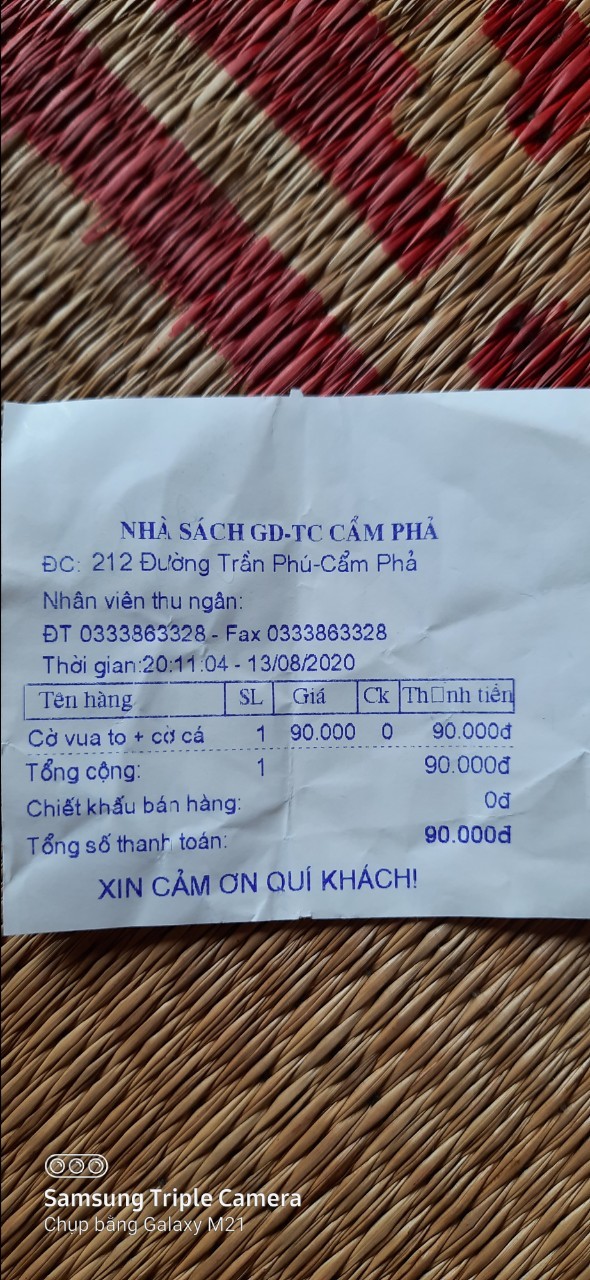 NHÀ SÁCH GD-TC CẨM PHẢ
ĐC: 212 Đường Trần Phú-Cẩm Phả
Nhân viên thu ngân:
ĐT 0333863328 - Fax 0333863328
Thời gian:20:11:04 - 13/08/2020
Tên hàng SL Giá Ck Th□nh tiền
Cờ vua to + cờ cá 1 90.000 0 90.000đ
Tổng cộng: 1 90.000đ
Chiết khấu bán hàng: 0đ
Tổng số thanh toán: 90.000đ
XIN CẢM ƠN QUÍ KHÁCH!
Samsung Triple Camera
Chụp bằng Galaxy M21